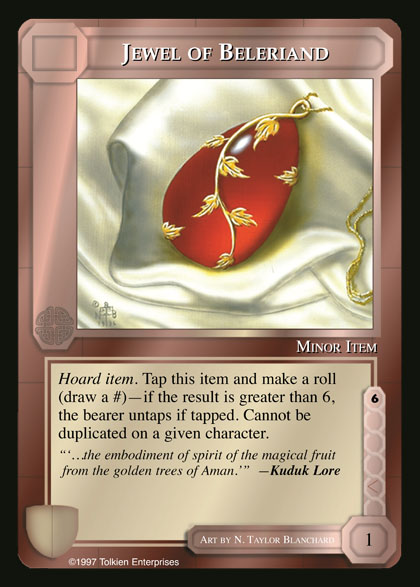 Jewel of Beleriand
Minor Item
Hoard item. Tap this item and make a roll
(draw a #)—if the result is greater than 6,
the bearer untaps if tapped. Cannot be
duplicated on a given character.
6
“‘...the embodiment of spirit of the magical fruit
from the golden trees of Aman.’” —Kuduk Lore
Art by N. Taylor Blanchard
1
©1997 Tolkien Enterprises